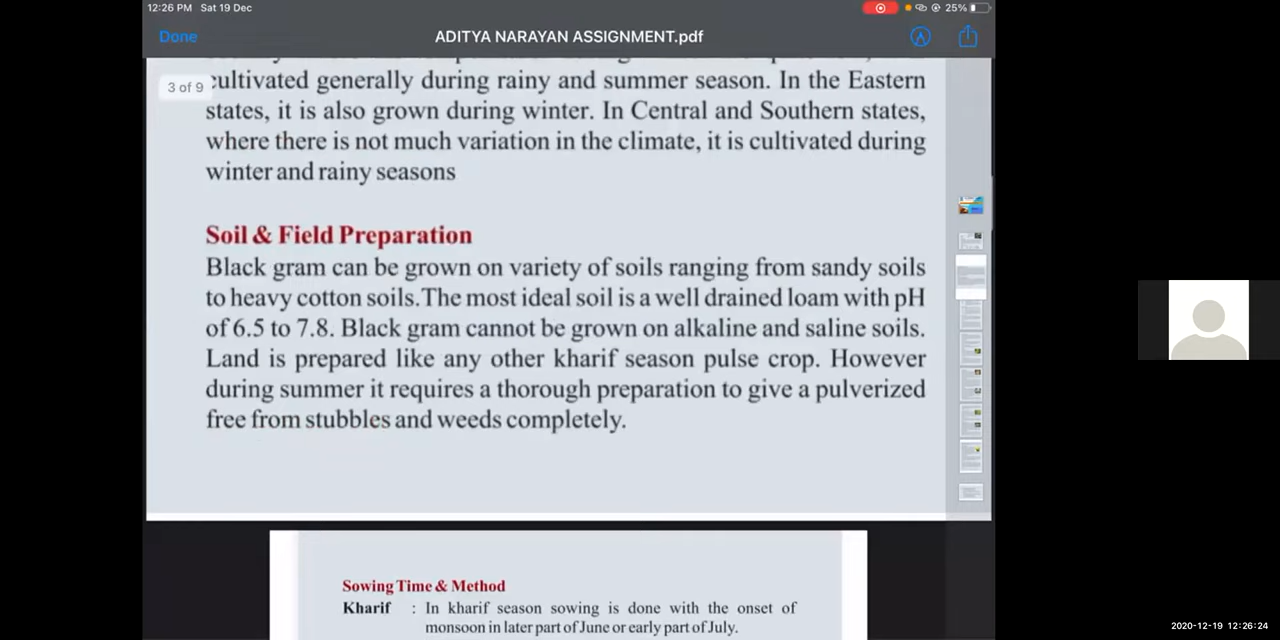 12:26 PM Sat 19 Dec
25%
Done
ADITYA NARAYAN ASSIGNMENT.pdf
3 of 9
cultivated generally during rainy and summer season. In the Eastern
states, it is also grown during winter. In Central and Southern states,
where there is not much variation in the climate, it is cultivated during
winter and rainy seasons
Soil & Field Preparation
Black gram can be grown on variety of soils ranging from sandy soils
to heavy cotton soils.The most ideal soil is a well drained loam with pH
of 6.5 to 7.8. Black gram cannot be grown on alkaline and saline soils.
Land is prepared like any other kharif season pulse crop. However
during summer it requires a thorough preparation to give a pulverized
free from stubbles and weeds completely.
Sowing Time & Method
Kharif : In kharif season sowing is done with the onset of
monsoon in later part of June or early part of July.
2020-12-19 12:26:24